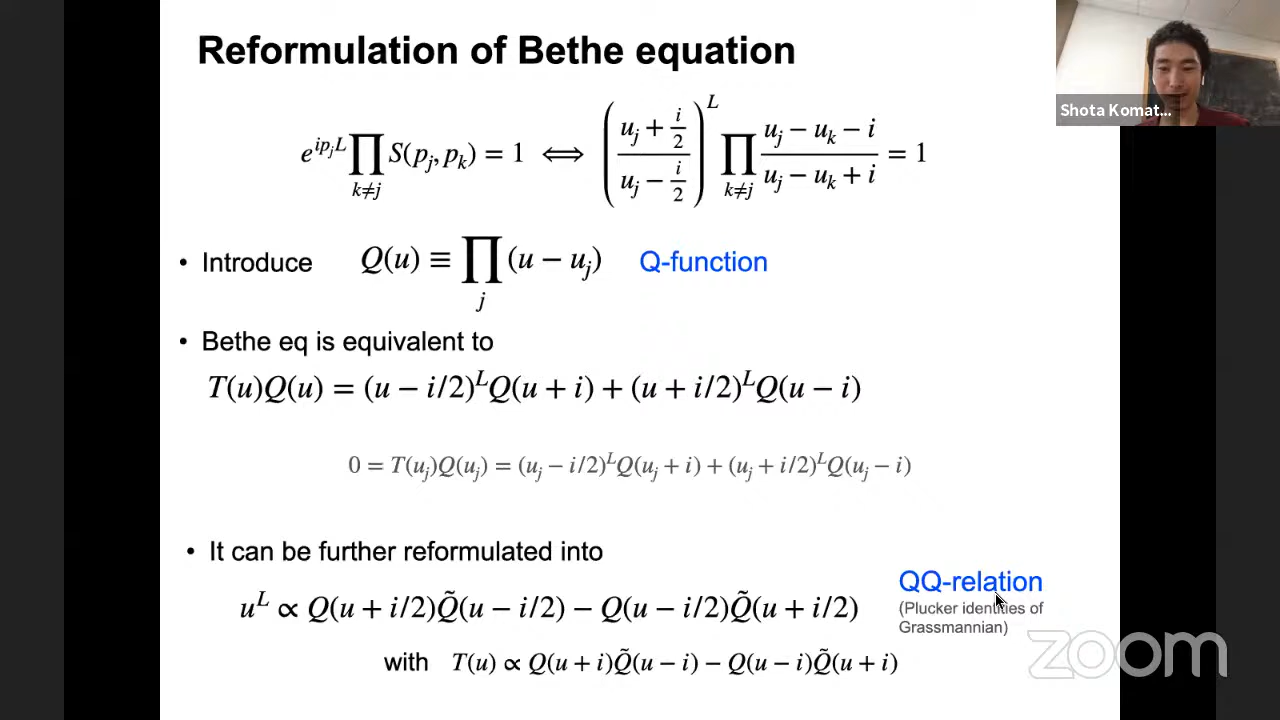 Reformulation of Bethe equation
Shota Komat...
e^{ip_jL} ∏_{k≠j} S(p_j, p_k) = 1 ⟺ ((u_j + i/2)/(u_j − i/2))^L ∏_{k≠j} (u_j − u_k − i)/(u_j − u_k + i) = 1
• Introduce Q(u) ≡ ∏_j (u − u_j) Q-function
• Bethe eq is equivalent to
T(u)Q(u) = (u − i/2)^L Q(u + i) + (u + i/2)^L Q(u − i)
0 = T(u_j)Q(u_j) = (u_j − i/2)^L Q(u_j + i) + (u_j + i/2)^L Q(u_j − i)
• It can be further reformulated into
u^L ∝ Q(u + i/2)Q̃(u − i/2) − Q(u − i/2)Q̃(u + i/2)
QQ-relation
(Plucker identities of
Grassmannian)
with T(u) ∝ Q(u + i)Q̃(u − i) − Q(u − i)Q̃(u + i)
zoom